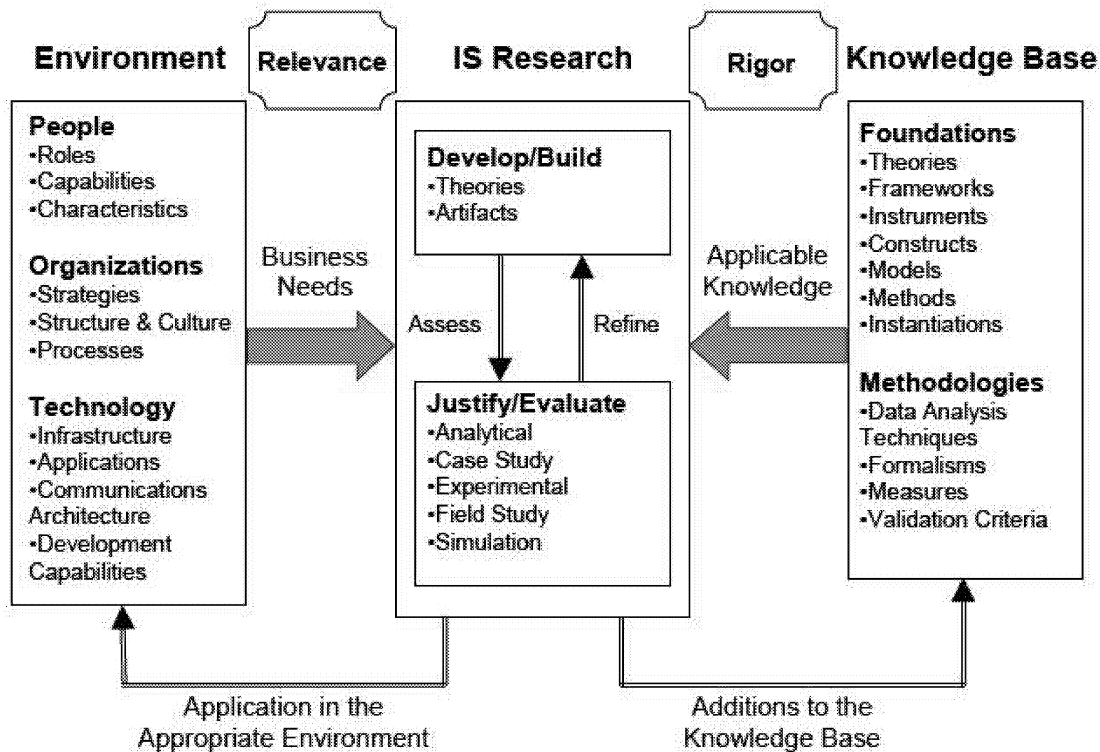 Environment
Relevance
IS Research
Rigor
Knowledge Base
People
•Roles
•Capabilities
•Characteristics
Organizations
•Strategies
•Structure & Culture
•Processes
Technology
•Infrastructure
•Applications
•Communications
Architecture
•Development
Capabilities
Business
Needs
Develop/Build
•Theories
•Artifacts
Assess
Refine
Justify/Evaluate
•Analytical
•Case Study
•Experimental
•Field Study
•Simulation
Applicable
Knowledge
Foundations
•Theories
•Frameworks
•Instruments
•Constructs
•Models
•Methods
•Instantiations
Methodologies
•Data Analysis
Techniques
•Formalisms
•Measures
•Validation Criteria
Application in the
Appropriate Environment
Additions to the
Knowledge Base